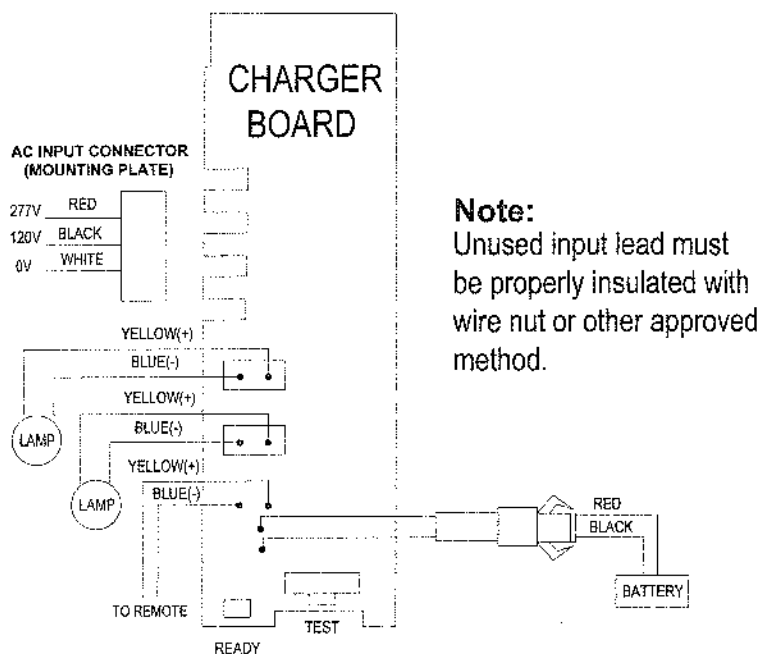 CHARGER
BOARD
AC INPUT CONNECTOR
(MOUNTING PLATE)
277V RED
120V BLACK
0V WHITE
Note:
Unused input lead must
be properly insulated with
wire nut or other approved
method.
YELLOW(+)
BLUE(-)
YELLOW(+)
LAMP
BLUE(-)
YELLOW(+)
LAMP
BLUE(-)
RED
BLACK
BATTERY
TO REMOTE
TEST
READY